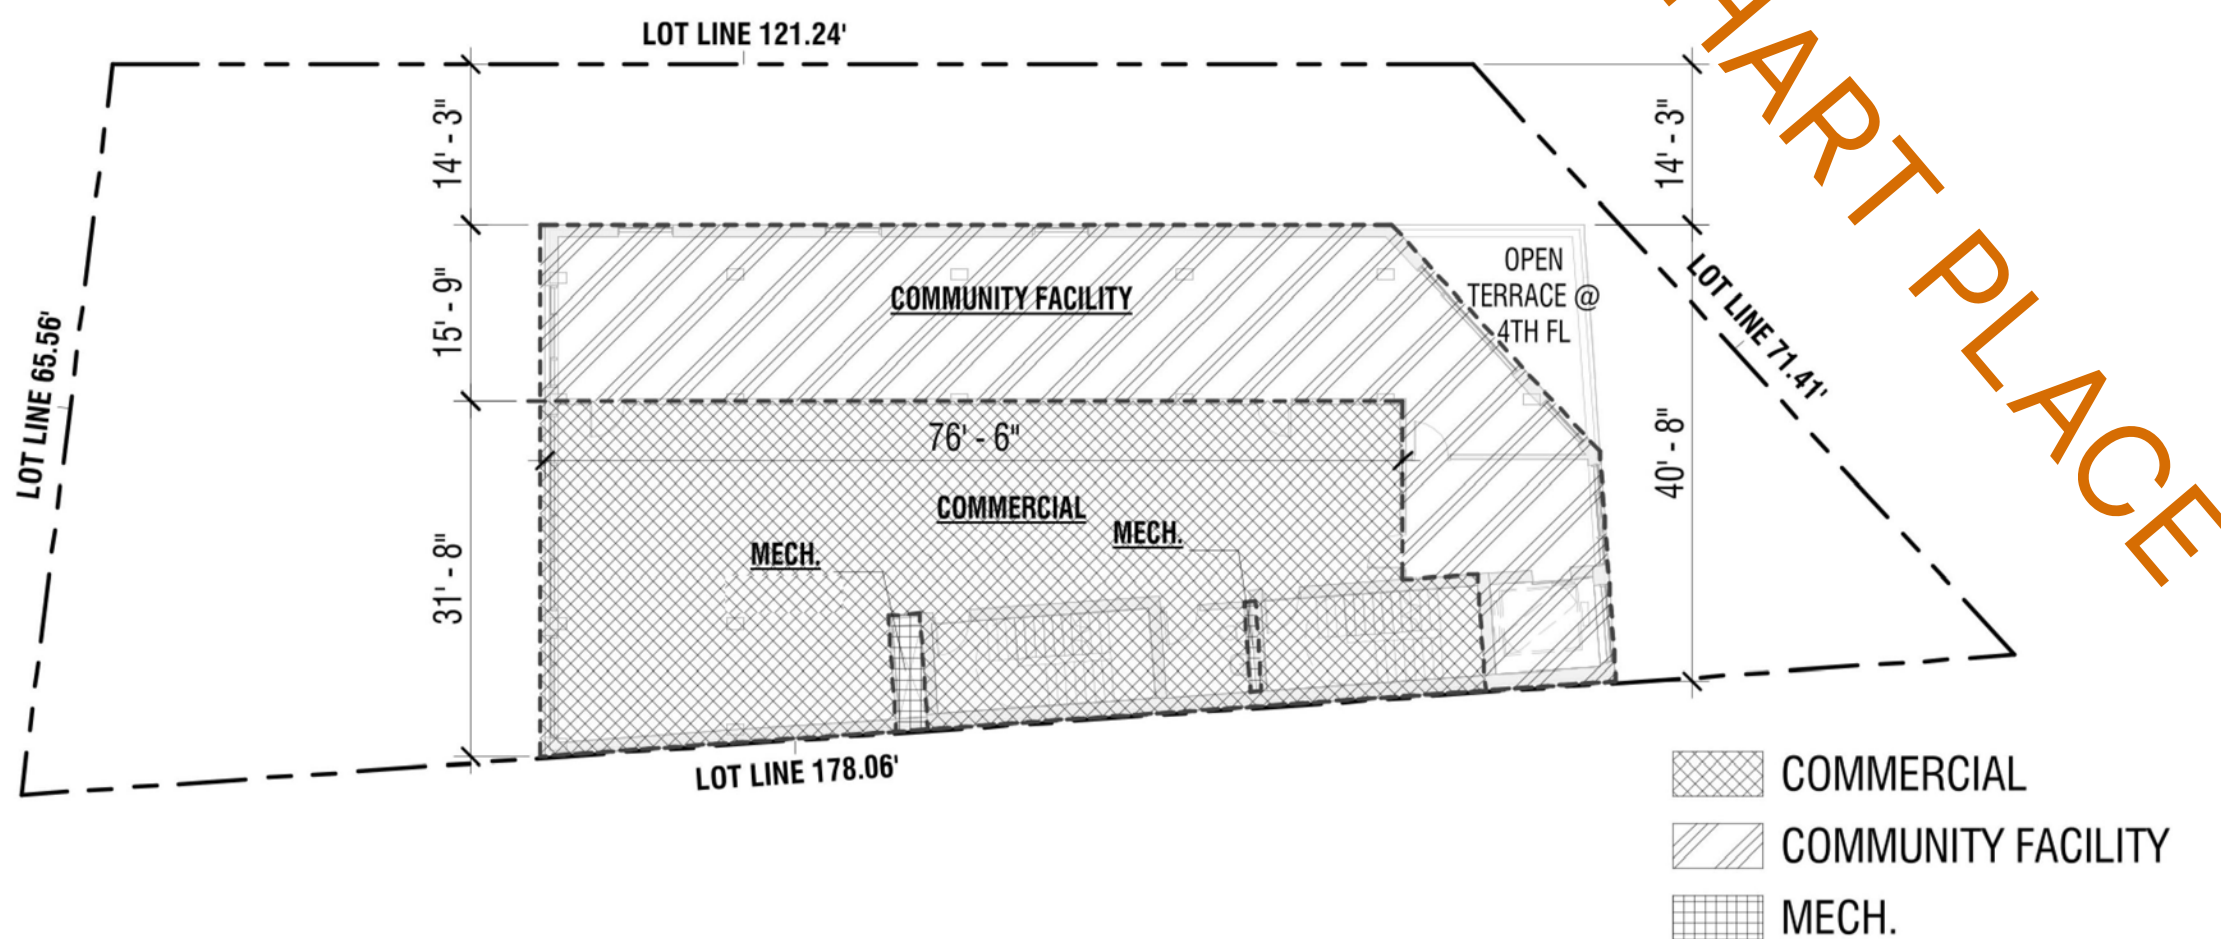 LOT LINE 121.24'
HART PLACE
14' - 3"
14' - 3"
15' - 9"
COMMUNITY FACILITY
OPEN
TERRACE @
4TH FL
LOT LINE 71.41'
LOT LINE 65.56'
76' - 6"
40' - 8"
COMMERCIAL
MECH.
MECH.
31' - 8"
LOT LINE 178.06'
COMMERCIAL
COMMUNITY FACILITY
MECH.